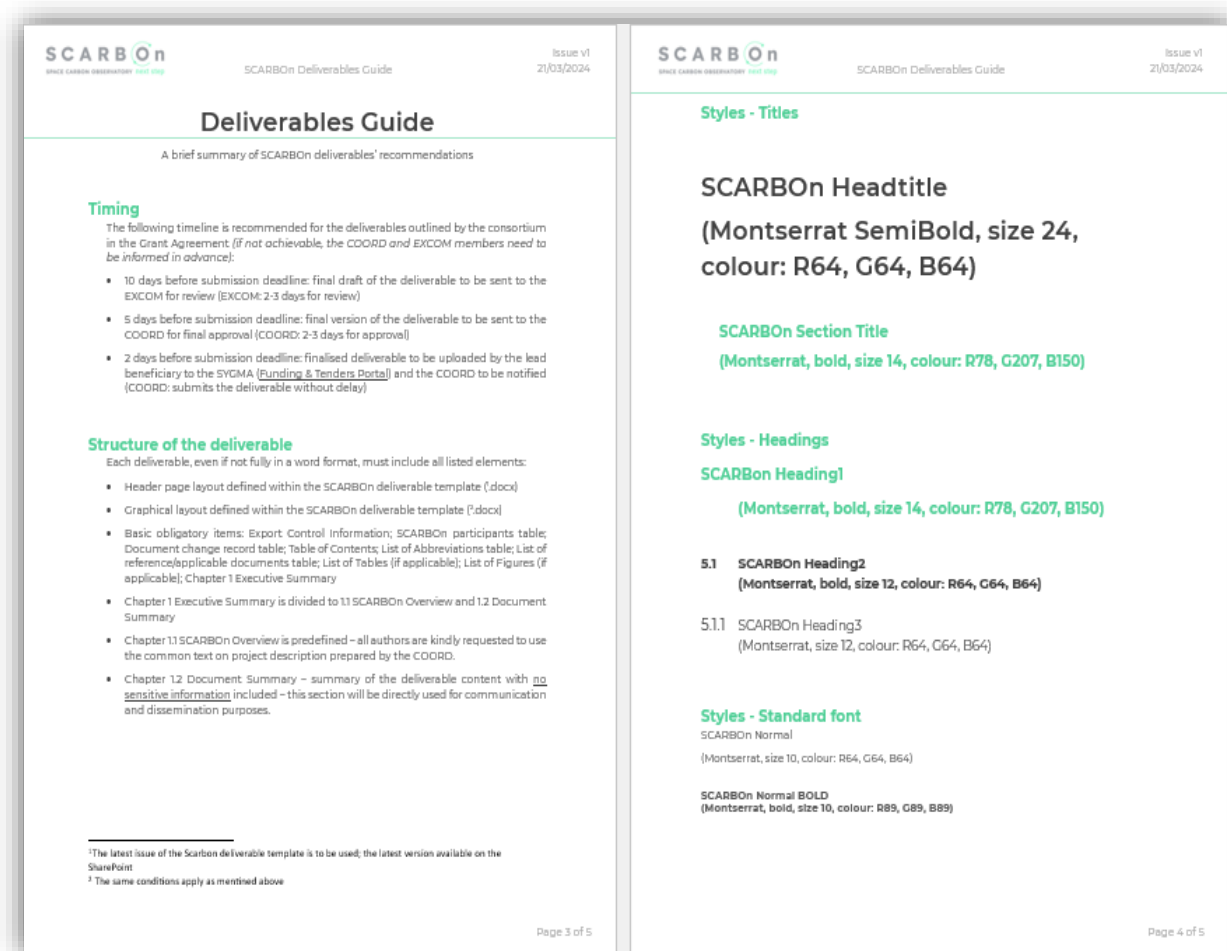 SCARBOn
SPACE CARBON OBSERVATORY next step
SCARBOn Deliverables Guide
Issue v1
21/03/2024
Deliverables Guide
A brief summary of SCARBOn deliverables' recommendations
Timing
The following timeline is recommended for the deliverables outlined by the consortium
in the Grant Agreement (if not achievable, the COORD and EXCOM members need to
be informed in advance):
▪ 10 days before submission deadline: final draft of the deliverable to be sent to the
EXCOM for review (EXCOM: 2-3 days for review)
▪ 5 days before submission deadline: final version of the deliverable to be sent to the
COORD for final approval (COORD: 2-3 days for approval)
▪ 2 days before submission deadline: finalised deliverable to be uploaded by the lead
beneficiary to the SYGMA (Funding & Tenders Portal) and the COORD to be notified
(COORD: submits the deliverable without delay)
Structure of the deliverable
Each deliverable, even if not fully in a word format, must include all listed elements:
▪ Header page layout defined within the SCARBOn deliverable template (¹.docx)
▪ Graphical layout defined within the SCARBOn deliverable template (².docx)
▪ Basic obligatory items: Export Control Information; SCARBOn participants table;
Document change record table; Table of Contents; List of Abbreviations table; List of
reference/applicable documents table; List of Tables (if applicable); List of Figures (if
applicable); Chapter 1 Executive Summary
▪ Chapter 1 Executive Summary is divided to 1.1 SCARBOn Overview and 1.2 Document
Summary
▪ Chapter 1.1 SCARBOn Overview is predefined – all authors are kindly requested to use
the common text on project description prepared by the COORD.
▪ Chapter 1.2 Document Summary – summary of the deliverable content with no
sensitive information included – this section will be directly used for communication
and dissemination purposes.
¹The latest issue of the Scarbon deliverable template is to be used; the latest version available on the
SharePoint
² The same conditions apply as mentined above
Page 3 of 5
SCARBOn
SPACE CARBON OBSERVATORY next step
SCARBOn Deliverables Guide
Issue v1
21/03/2024
Styles - Titles
SCARBOn Headtitle
(Montserrat SemiBold, size 24,
colour: R64, G64, B64)
SCARBOn Section Title
(Montserrat, bold, size 14, colour: R78, G207, B150)
Styles - Headings
SCARBon Heading1
(Montserrat, bold, size 14, colour: R78, G207, B150)
5.1 SCARBOn Heading2
(Montserrat, bold, size 12, colour: R64, G64, B64)
5.1.1 SCARBOn Heading3
(Montserrat, size 12, colour: R64, G64, B64)
Styles - Standard font
SCARBOn Normal
(Montserrat, size 10, colour: R64, G64, B64)
SCARBOn Normal BOLD
(Montserrat, bold, size 10, colour: R89, G89, B89)
Page 4 of 5